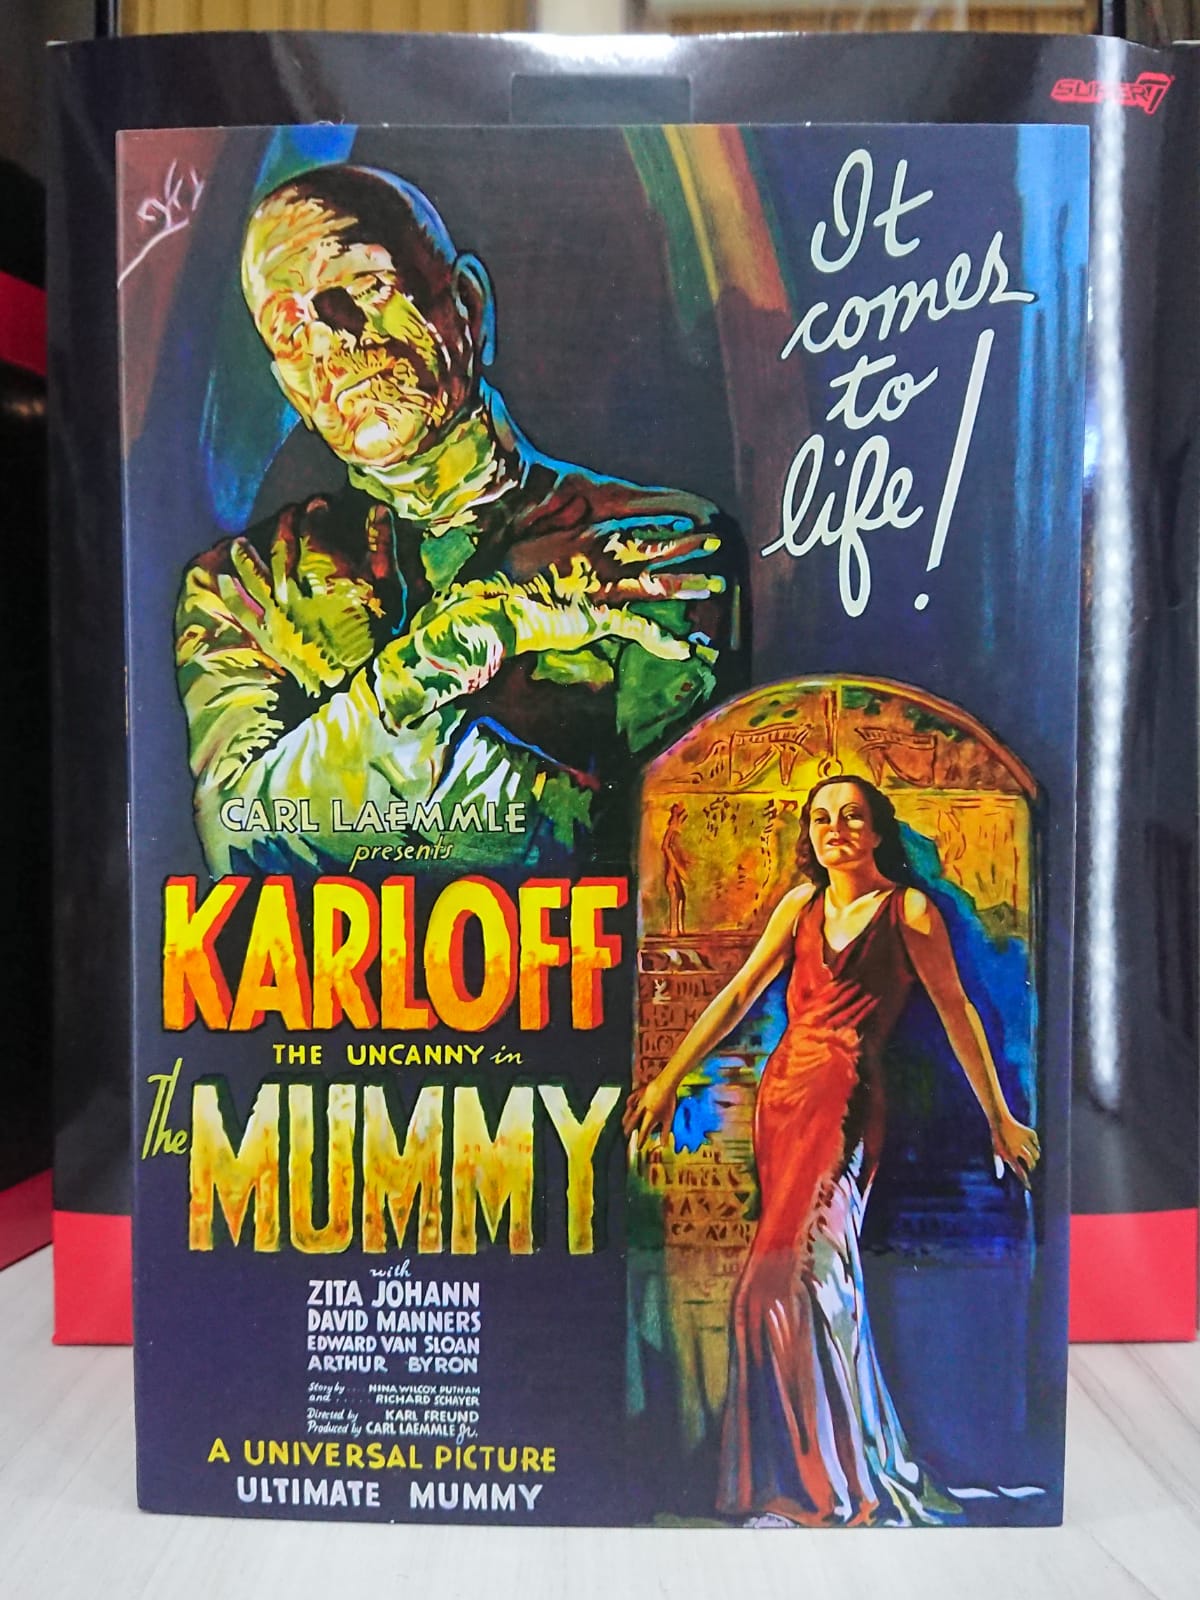 SUPER7
It
comes
to
life!
CARL LAEMMLE
presents
KARLOFF
THE UNCANNY in
The MUMMY
with
ZITA JOHANN
DAVID MANNERS
EDWARD VAN SLOAN
ARTHUR BYRON
Story by.... NINA WILCOX PUTNAM
and ..... RICHARD SCHAYER
Directed by KARL FREUND
Produced by CARL LAEMMLE Jr.
A UNIVERSAL PICTURE
ULTIMATE MUMMY